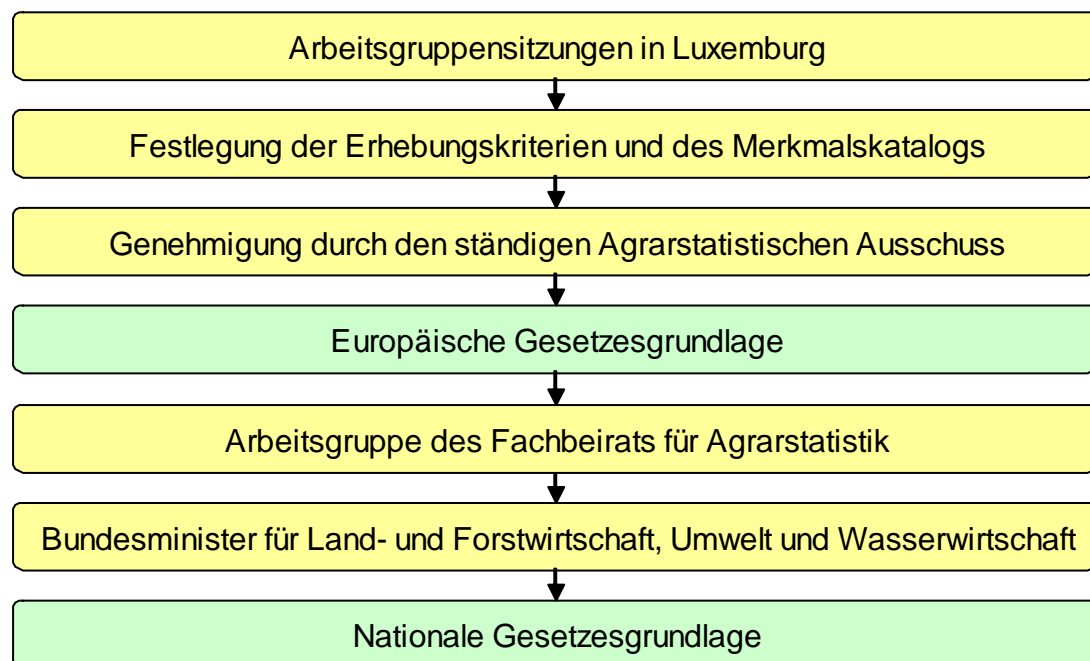 Arbeitsgruppensitzungen in Luxemburg
Festlegung der Erhebungskriterien und des Merkmalskatalogs
Genehmigung durch den ständigen Agrarstatistischen Ausschuss
Europäische Gesetzesgrundlage
Arbeitsgruppe des Fachbeirats für Agrarstatistik
Bundesminister für Land- und Forstwirtschaft, Umwelt und Wasserwirtschaft
Nationale Gesetzesgrundlage